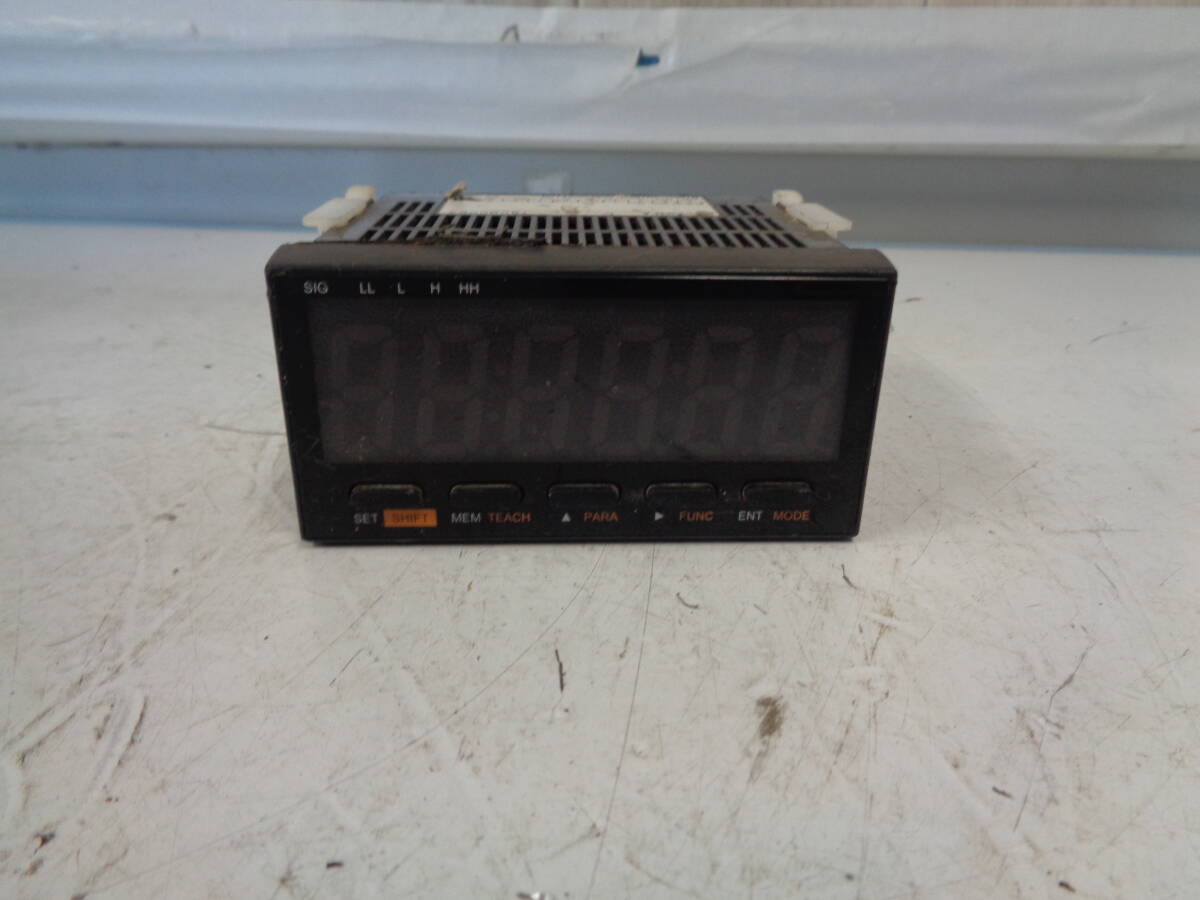 SIG LL L H HH
SET SHIFT MEM TEACH ▲ PARA ► FUNC ENT MODE